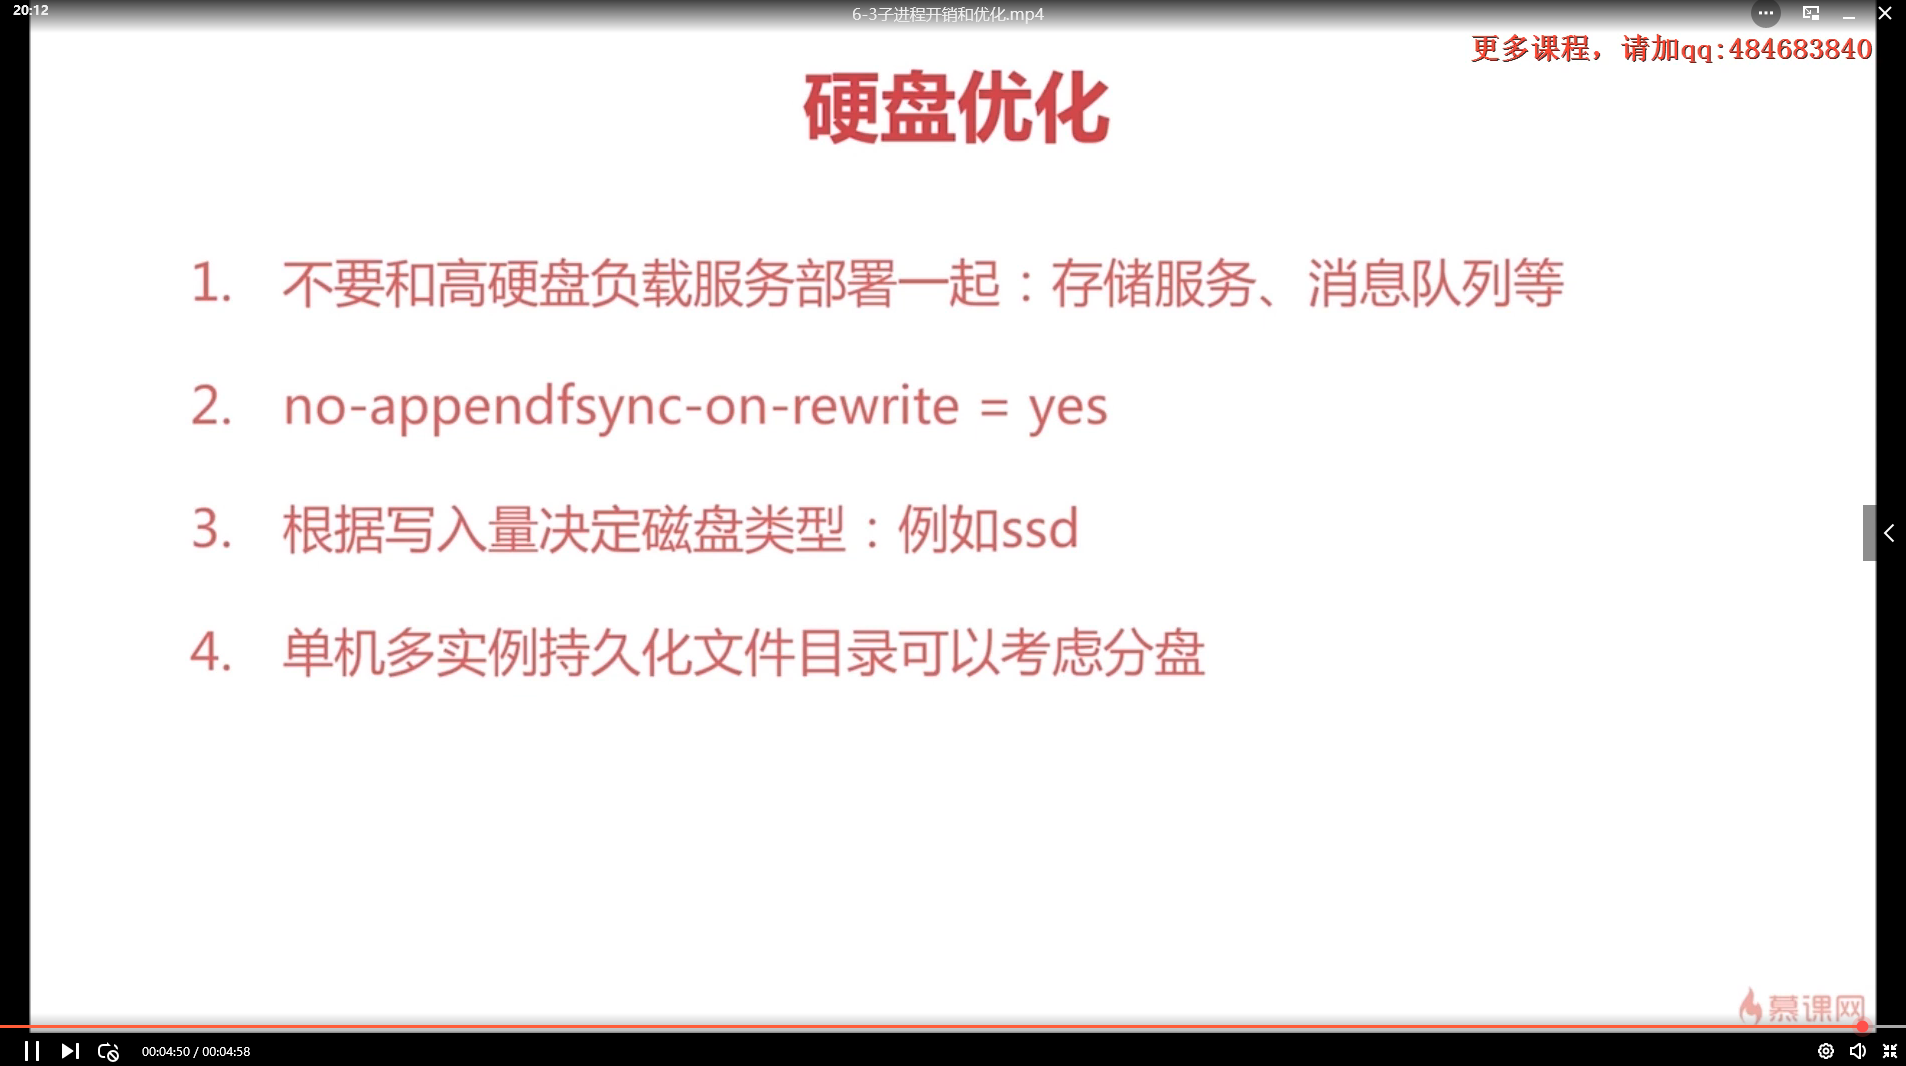 20:12
6-3子进程开销和优化.mp4
更多课程，请加qq:484683840
硬盘优化
1. 不要和高硬盘负载服务部署一起：存储服务、消息队列等
2. no-appendfsync-on-rewrite = yes
3. 根据写入量决定磁盘类型：例如ssd
4. 单机多实例持久化文件目录可以考虑分盘
慕课网
00:04:50 / 00:04:58